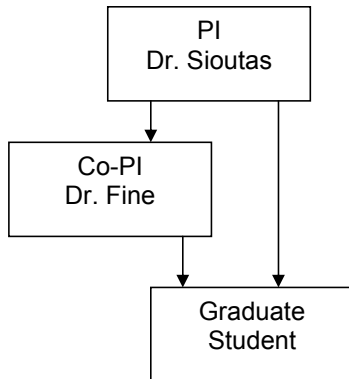 PI
Dr. Sioutas
Co-PI
Dr. Fine
Graduate
Student